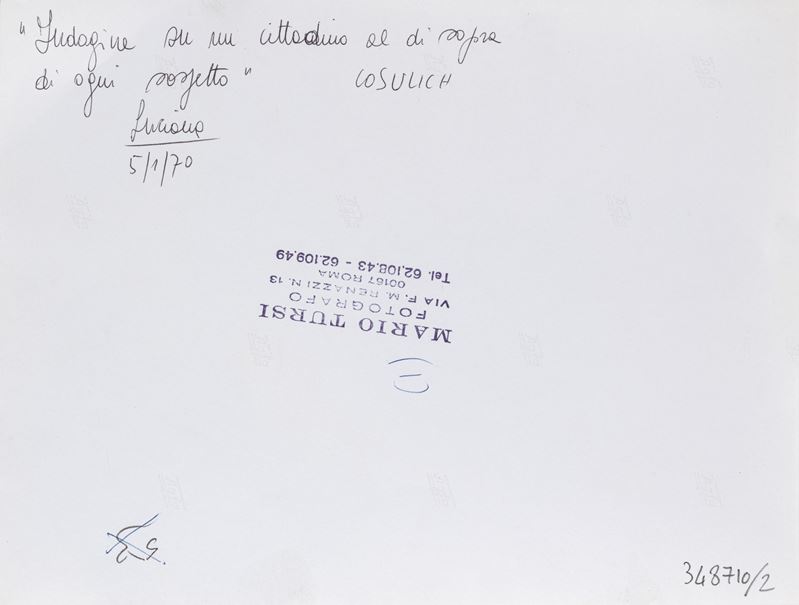 "Indagine su un cittadino al di sopra
di ogni sospetto" COSULICH
Luciana
5/1/70
MARIO TURSI
FOTOGRAFO
VIA F. M. RENAZZI N. 13
00167 ROMA
Tel. 62.108.43 - 62.109.49
348710/2